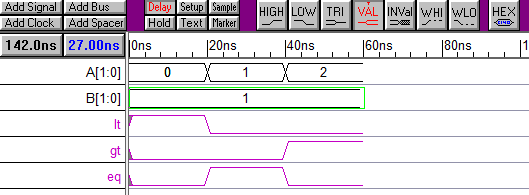 Add Signal Add Bus Delay Setup Sample HIGH LOW TRI VAL INVal WHI WLO HEX
Add Clock Add Spacer Hold Text Marker
142.0ns 27.00ns 0ns 20ns 40ns 60ns 80ns 10
A[1:0] 0 1 2
B[1:0] 1
lt
gt
eq